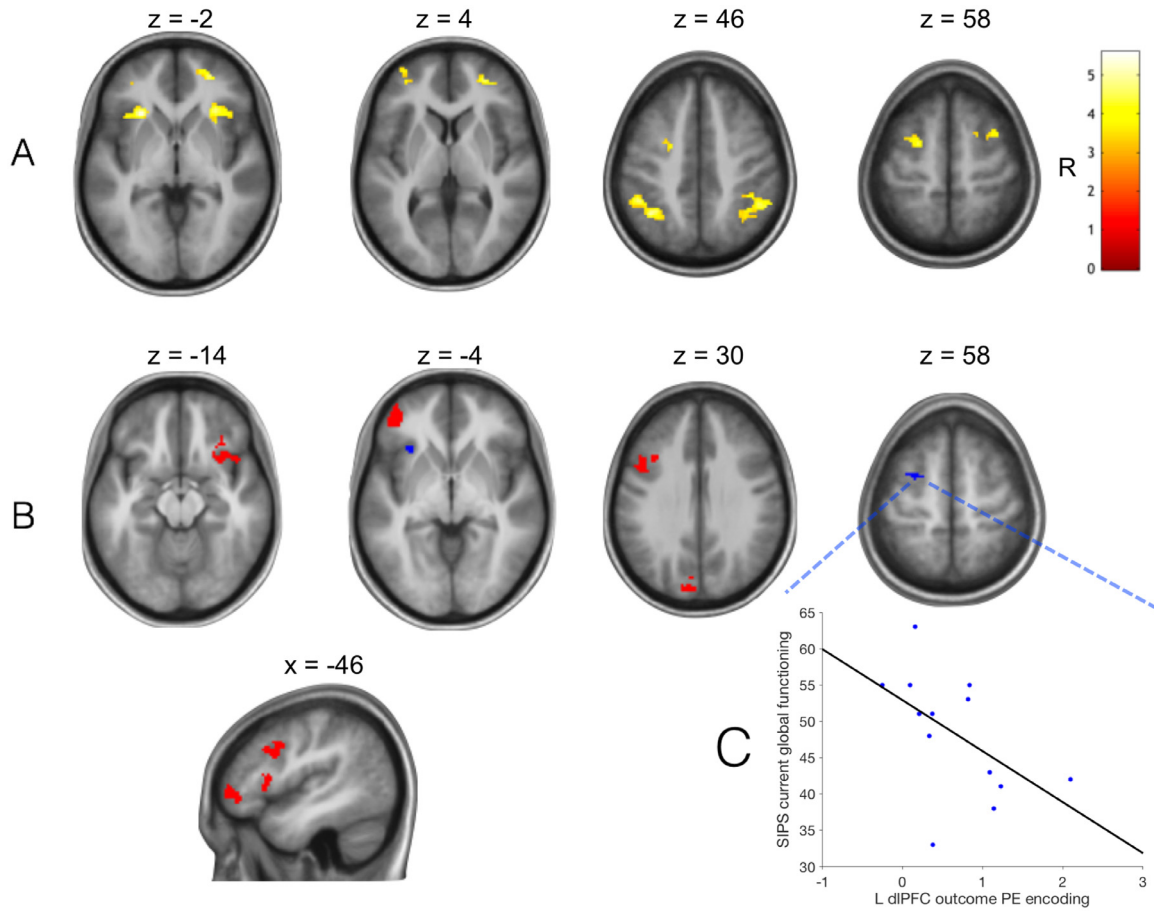 z = -2
z = 4
z = 46
z = 58
A
R
5
4
3
2
1
0
z = -14
z = -4
z = 30
z = 58
B
x = -46
C
SIPS current global functioning
65
60
55
50
45
40
35
30
-1
0
1
2
3
L dlPFC outcome PE encoding